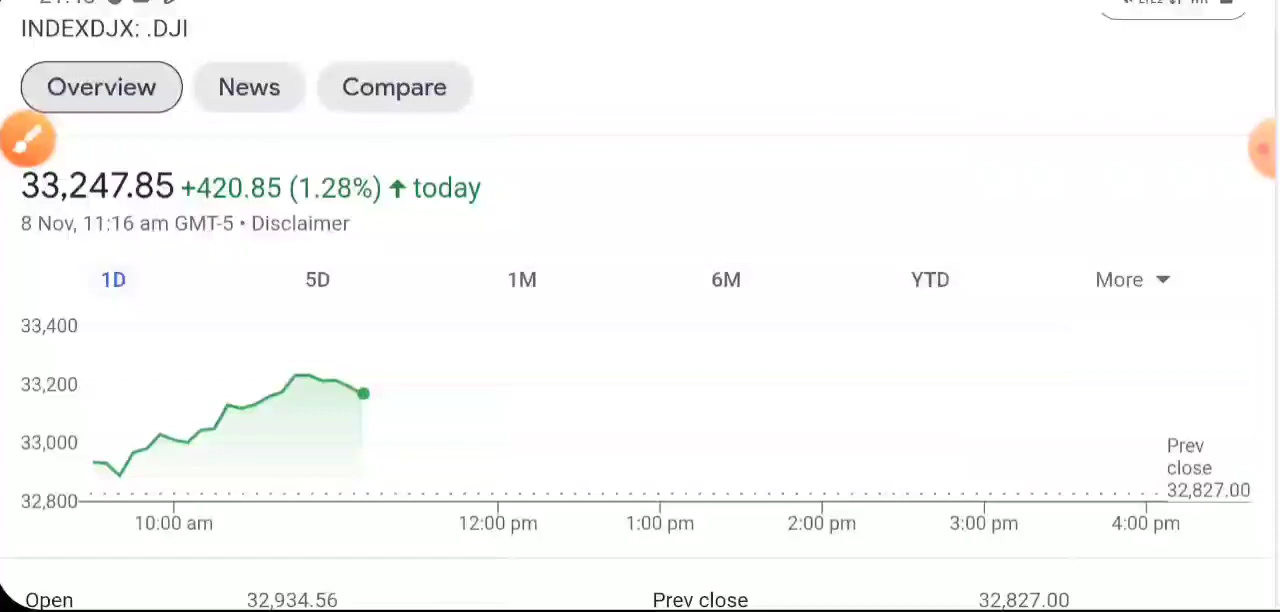 INDEXDJX: .DJI
Overview News Compare
33,247.85 +420.85 (1.28%) ↑ today
8 Nov, 11:16 am GMT-5 • Disclaimer
1D 5D 1M 6M YTD More
33,400
33,200
33,000
32,800
Prev
close
32,827.00
10:00 am 12:00 pm 1:00 pm 2:00 pm 3:00 pm 4:00 pm
Open 32,934.56 Prev close 32,827.00